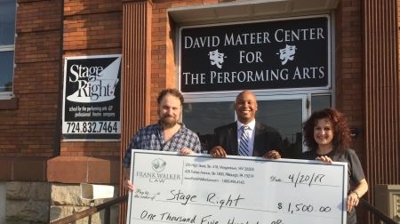 DAVID MATEER CENTER
FOR
THE PERFORMING ARTS
Stage
Right!
school for the performing arts &
professional theatre company
724.832.7464
FRANK WALKER
LAW
Date: 4/20/17
Stage Right
$ 1,500.00
One Thousand Five